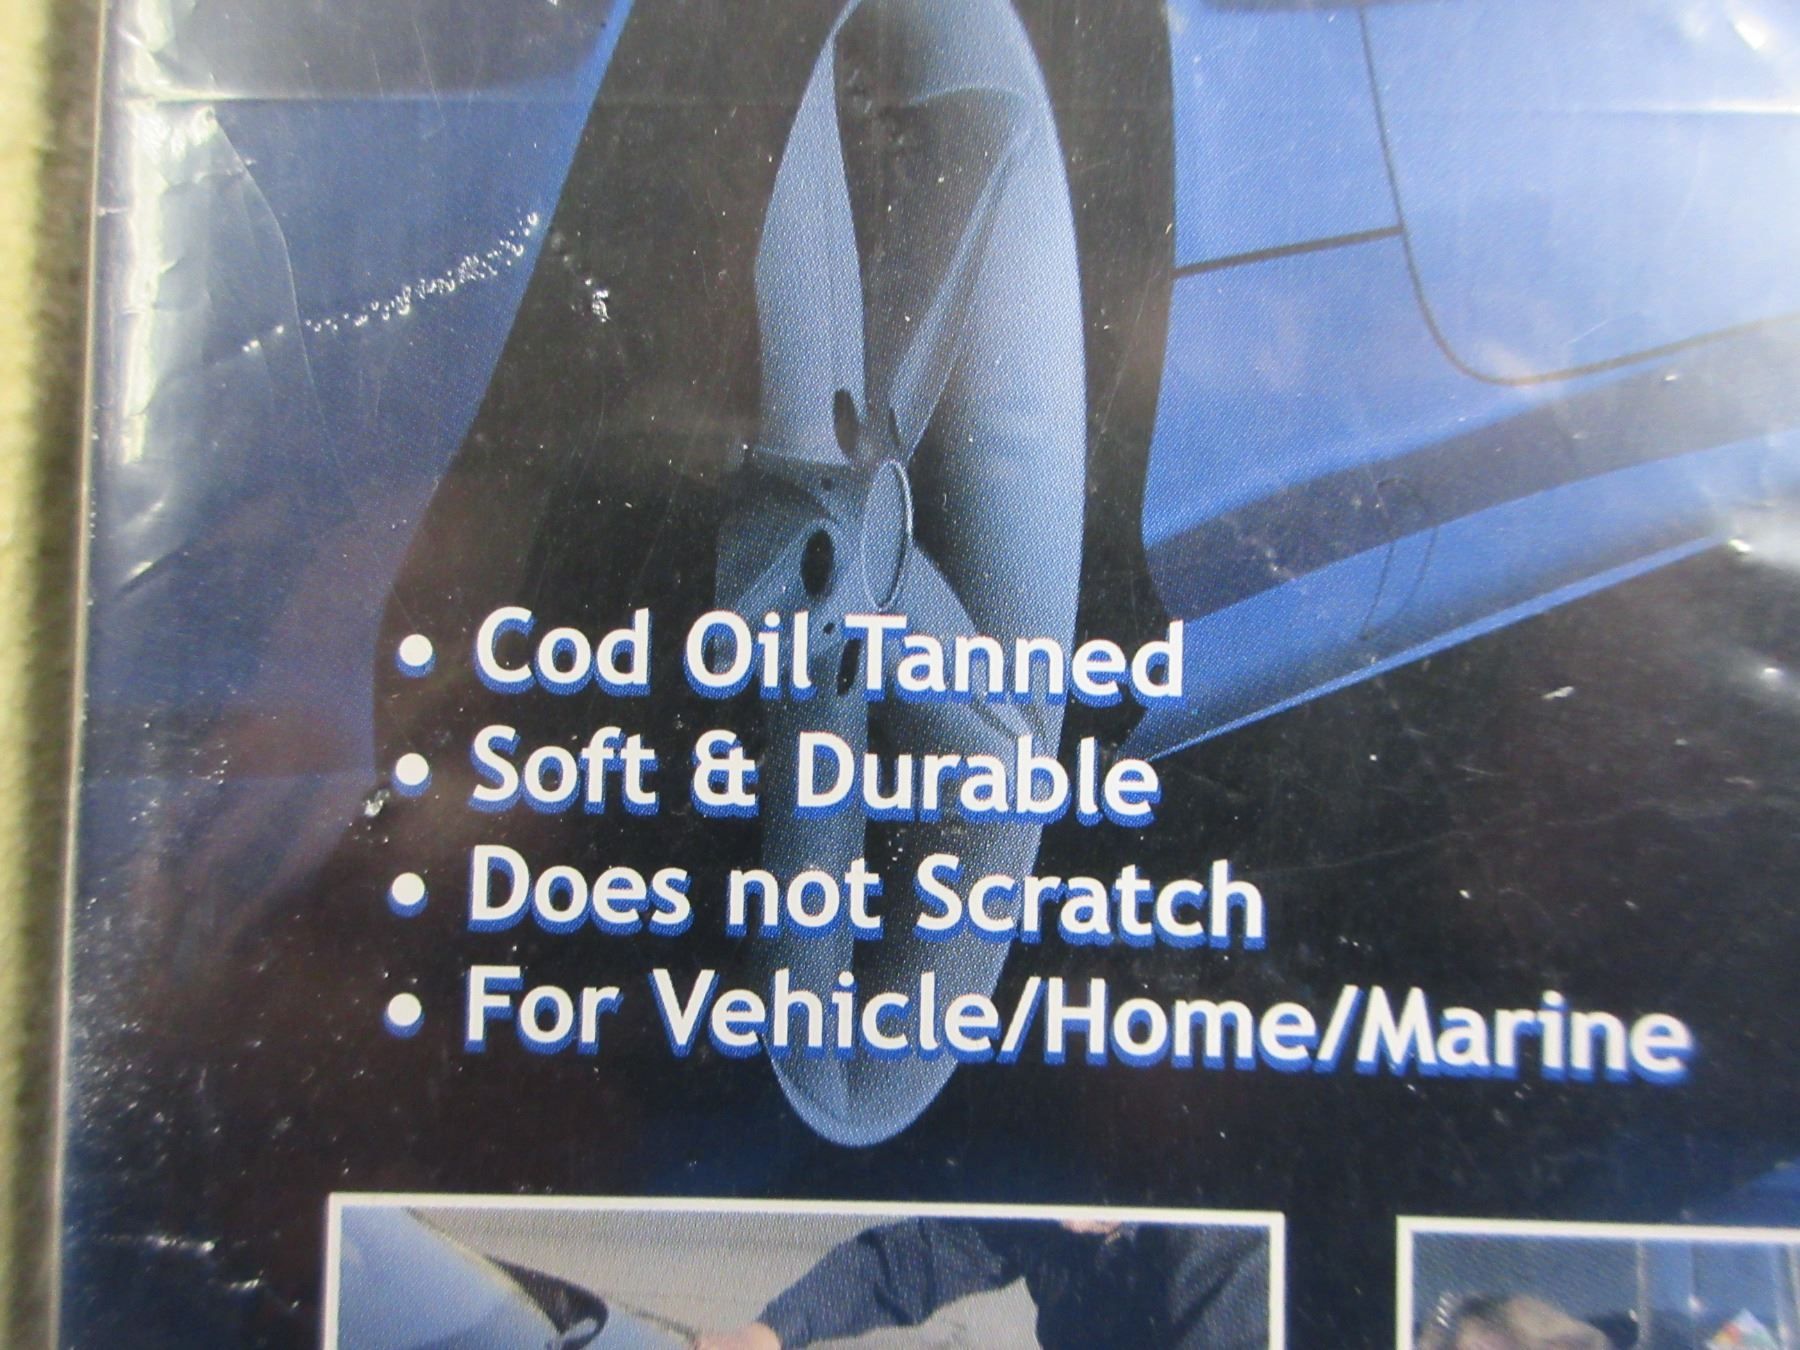 • Cod Oil Tanned
• Soft & Durable
• Does not Scratch
• For Vehicle/Home/Marine